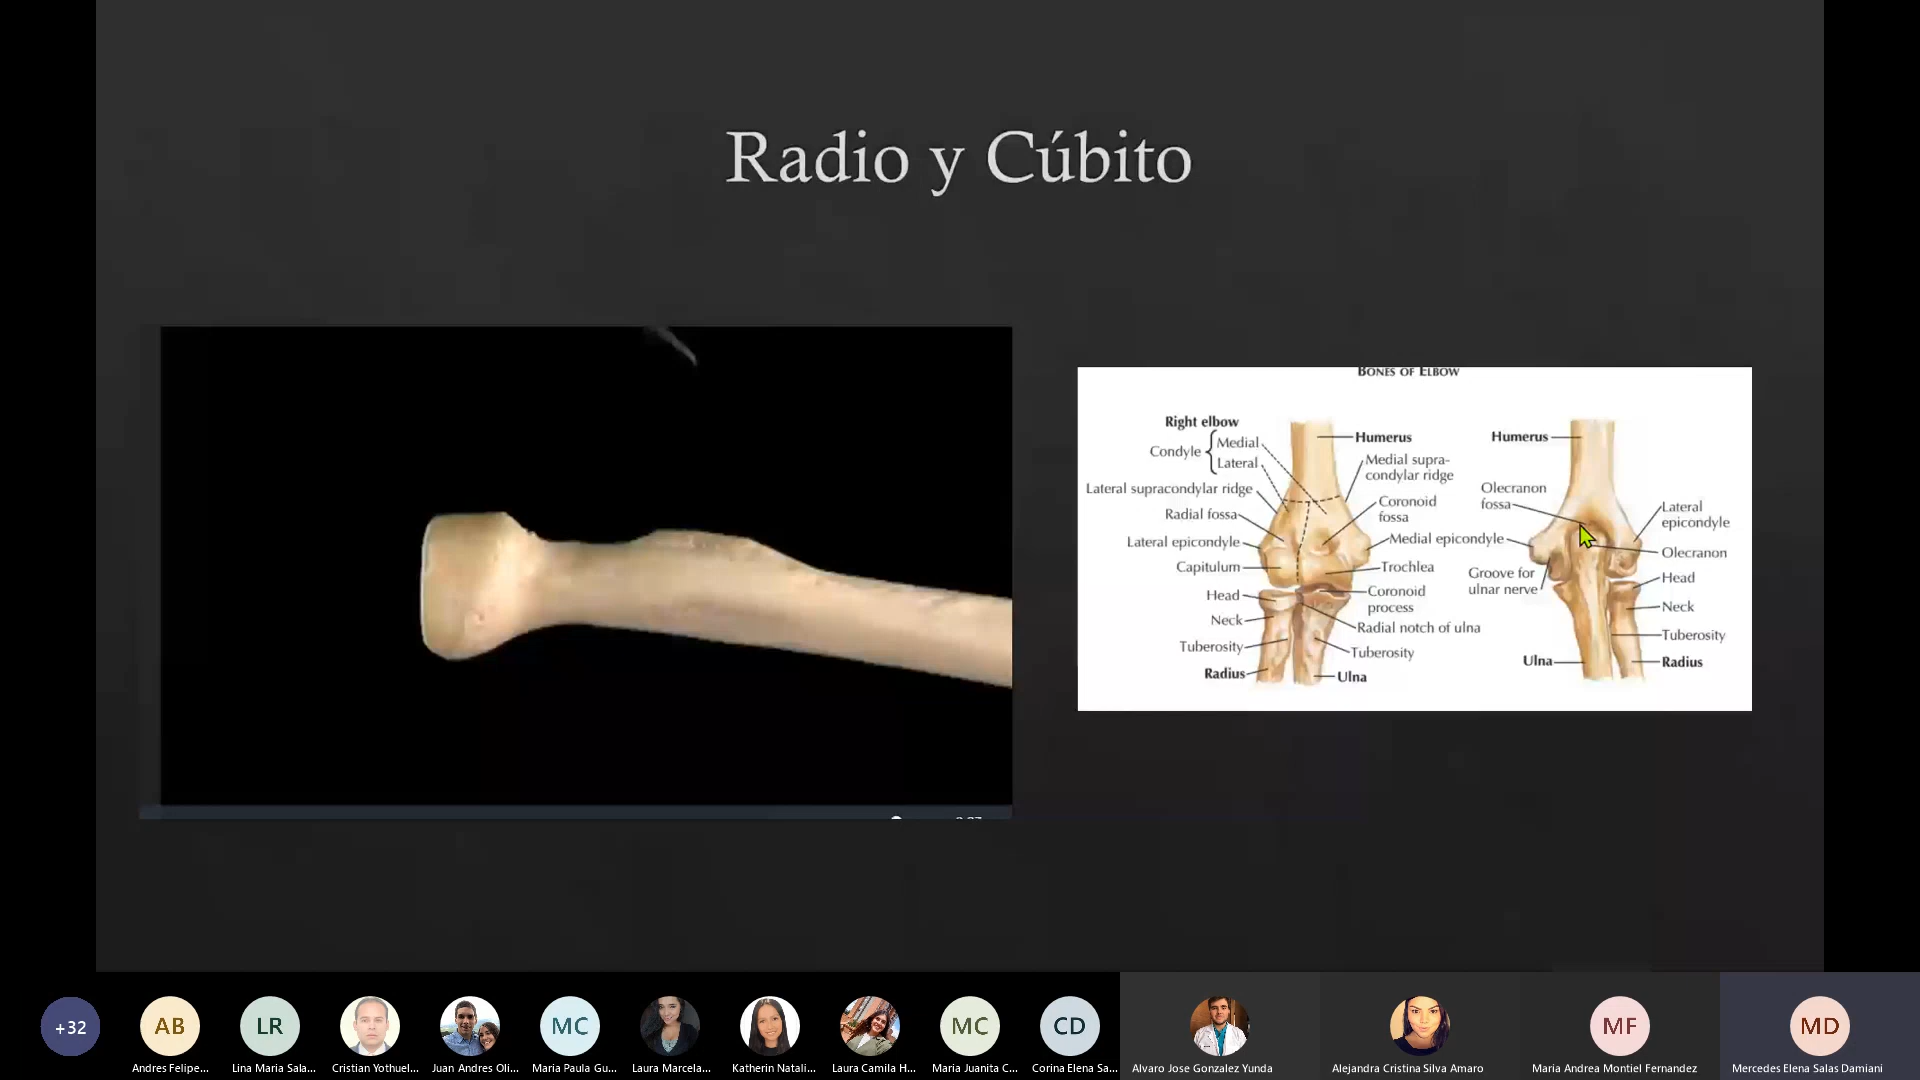 Radio y Cúbito
BONES OF ELBOW
Right elbow
Condyle
Medial
Lateral
Lateral supracondylar ridge
Radial fossa
Lateral epicondyle
Capitulum
Head
Neck
Tuberosity
Radius
Humerus
Medial supra-
condylar ridge
Coronoid
fossa
Medial epicondyle
Trochlea
Coronoid
process
Radial notch of ulna
Tuberosity
Ulna
Humerus
Olecranon
fossa
Groove for
ulnar nerve
Ulna
Lateral
epicondyle
Olecranon
Head
Neck
Tuberosity
Radius
+32
AB
LR
MC
MC
CD
MF
MD
Andres Felipe...
Lina Maria Sala...
Cristian Yothuel...
Juan Andres Oli...
Maria Paula Gu...
Laura Marcela...
Katherin Natali...
Laura Camila H...
Maria Juanita C...
Corina Elena Sa...
Alvaro Jose Gonzalez Yunda
Alejandra Cristina Silva Amaro
Maria Andrea Montiel Fernandez
Mercedes Elena Salas Damiani